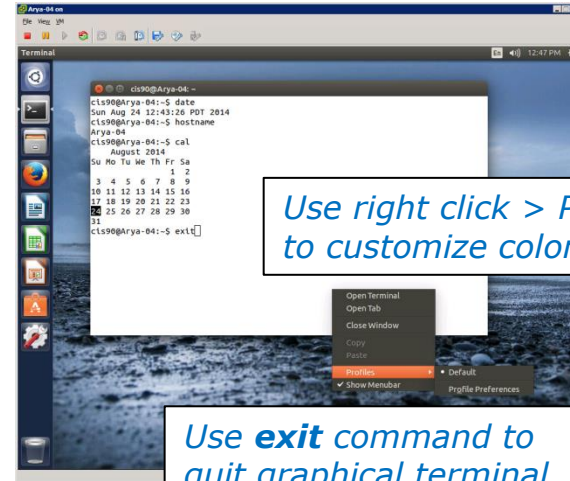 Arya-04 on
File View VM
Terminal
En
12:47 PM
cis90@Arya-04: ~
cis90@Arya-04:~$ date
Sun Aug 24 12:43:26 PDT 2014
cis90@Arya-04:~$ hostname
Arya-04
cis90@Arya-04:~$ cal
August 2014
Su Mo Tu We Th Fr Sa
1 2
3 4 5 6 7 8 9
10 11 12 13 14 15 16
17 18 19 20 21 22 23
24 25 26 27 28 29 30
31
cis90@Arya-04:~$ exit
Use right click > P
to customize color
Open Terminal
Open Tab
Close Window
Copy
Paste
Profiles
Default
Show Menubar
Profile Preferences
Use exit command to
quit graphical terminal